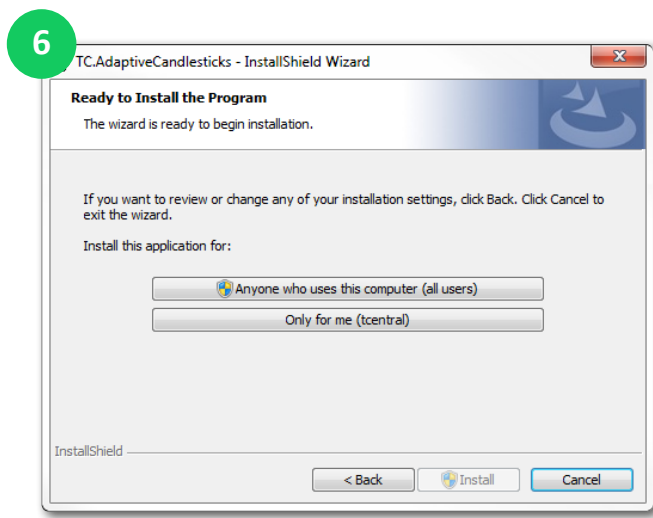 6
TC.AdaptiveCandlesticks - InstallShield Wizard
Ready to Install the Program
The wizard is ready to begin installation.
If you want to review or change any of your installation settings, click Back. Click Cancel to
exit the wizard.
Install this application for:
Anyone who uses this computer (all users)
Only for me (tcentral)
InstallShield
< Back Install Cancel